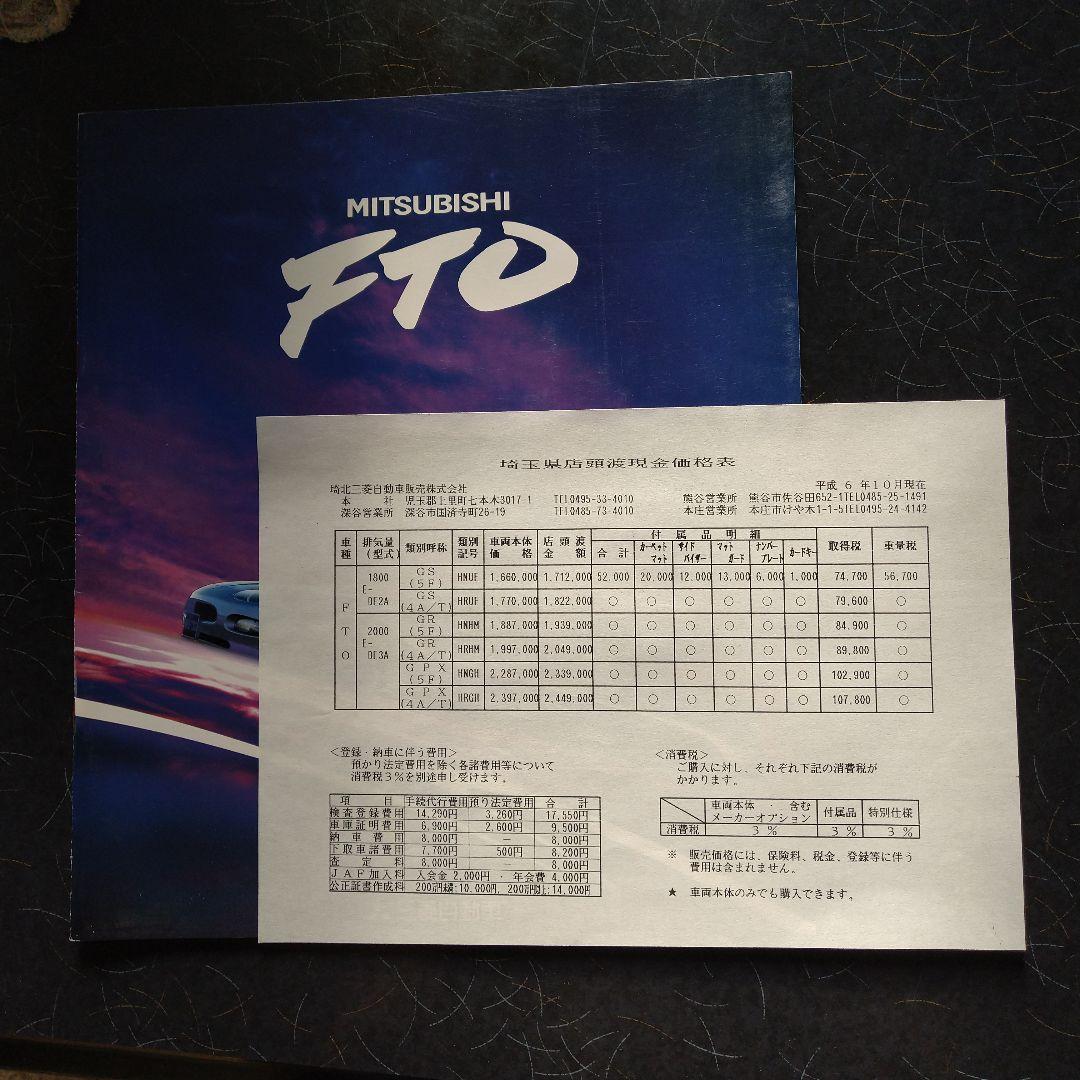 MITSUBISHI
FTO
埼玉県店頭渡現金価格表
平成 6 年10月現在
埼北三菱自動車販売株式会社
本 社 児玉郡上里町七本木3017-1 TEL0495-33-4010 熊谷営業所 熊谷市佐谷田652-1TEL0485-25-1491
深谷営業所 深谷市国済寺町26-19 TEL0485-73-4010 本庄営業所 本庄市けや木1-1-5TEL0495-24-4142
車種 排気量(型式) 類別呼称 類別記号 車両本体価格 店頭渡金額 付属品明細 合計 カーペットマット サイドバイザー マットガード ナンバープレート カードキー 取得税 重量税
FTO
1800 E-DE2A GS (5F) HNUF 1,660,000 1,712,000 52,000 20,000 12,000 13,000 6,000 1,000 74,700 56,700
GS (4A/T) HRUF 1,770,000 1,822,000 ○ ○ ○ ○ ○ ○ 79,600 ○
2000 E-DE3A GR (5F) HNHM 1,887,000 1,939,000 ○ ○ ○ ○ ○ ○ 84,900 ○
GR (4A/T) HRHM 1,997,000 2,049,000 ○ ○ ○ ○ ○ ○ 89,800 ○
GPX (5F) HNGH 2,287,000 2,339,000 ○ ○ ○ ○ ○ ○ 102,900 ○
GPX (4A/T) HRGH 2,397,000 2,449,000 ○ ○ ○ ○ ○ ○ 107,800 ○
<登録・納車に伴う費用>
預かり法定費用を除く各諸費用等について
消費税3%を別途申し受けます。
項 目 手続代行費用 預り法定費用 合 計
検査登録費用 14,290円 3,260円 17,550円
車庫証明費用 6,900円 2,600円 9,500円
納車費用 8,000円 8,000円
下取車諸費用 7,700円 500円 8,200円
査定料 8,000円 8,000円
JAF加入料 入会金 2,000円 ・ 年会費 4,000円
公正証書作成料 200万円未満:10,000円, 200万円以上:14,000円
<消費税>
ご購入に対し、それぞれ下記の消費税が
かかります。
車両本体 ・ 含む メーカーオプション 付属品 特別仕様
消費税 3 % 3 % 3 %
※ 販売価格には、保険料、税金、登録等に伴う
費用は含まれません。
★ 車両本体のみでも購入できます。